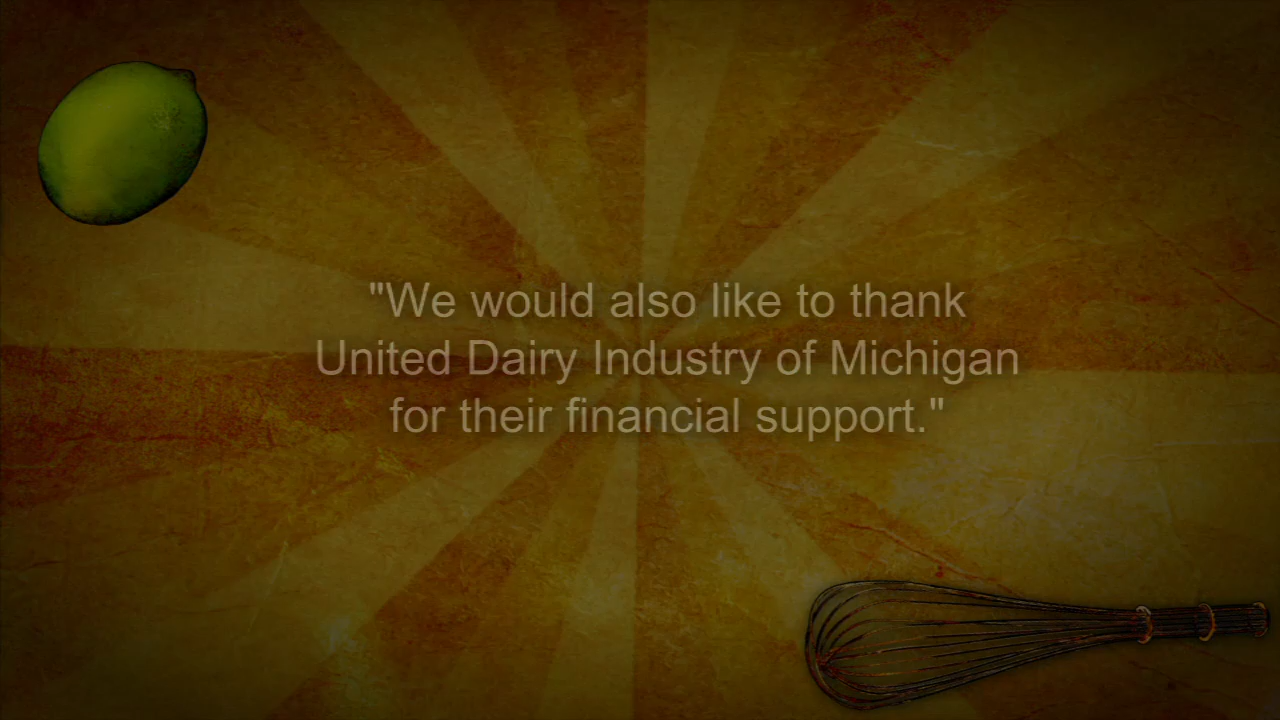 "We would also like to thank
United Dairy Industry of Michigan
for their financial support."